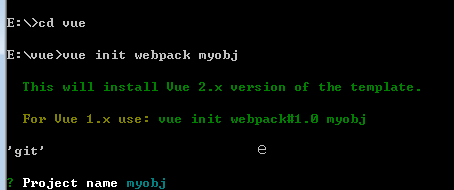 E:\>cd vue
E:\vue>vue init webpack myobj
This will install Vue 2.x version of the template.
For Vue 1.x use: vue init webpack#1.0 myobj
'git'
? Project name myobj